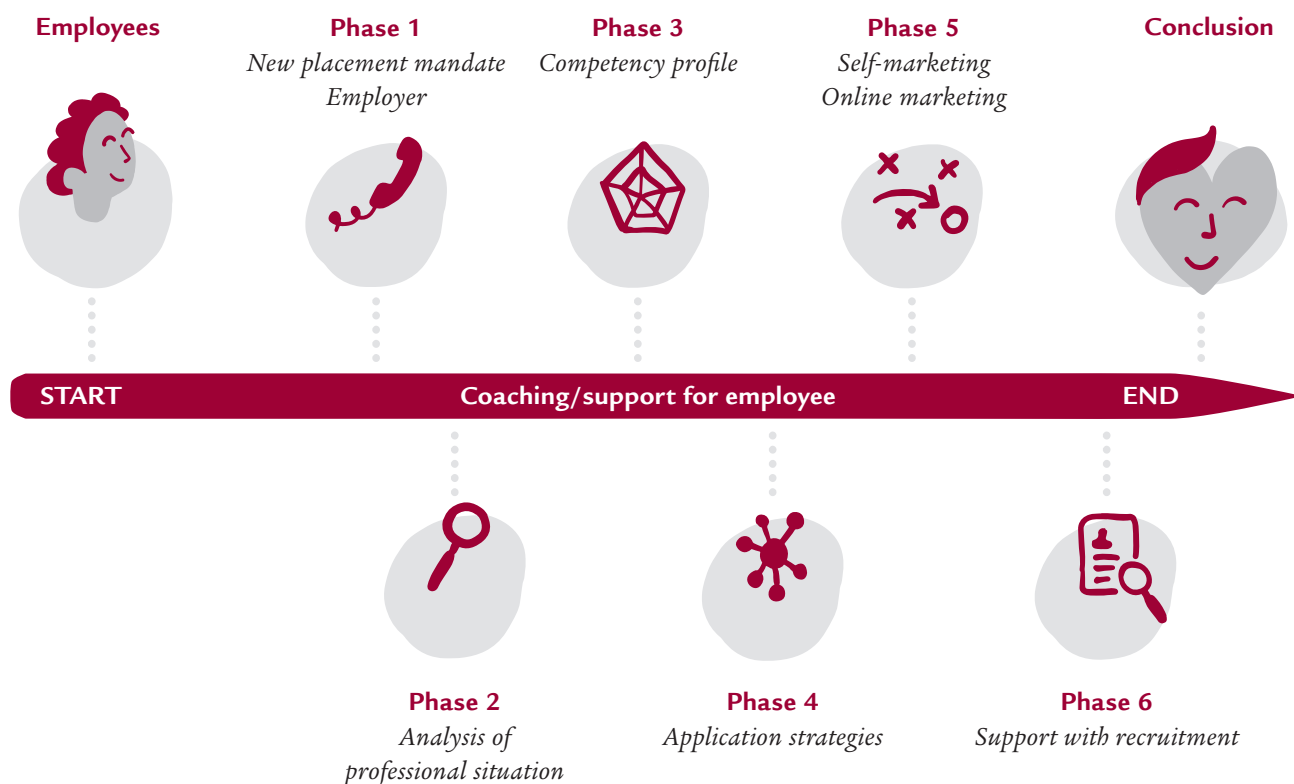 Employees
Phase 1
New placement mandate
Employer
Phase 3
Competency profile
Phase 5
Self-marketing
Online marketing
Conclusion
START
Coaching/support for employee
END
Phase 2
Analysis of
professional situation
Phase 4
Application strategies
Phase 6
Support with recruitment